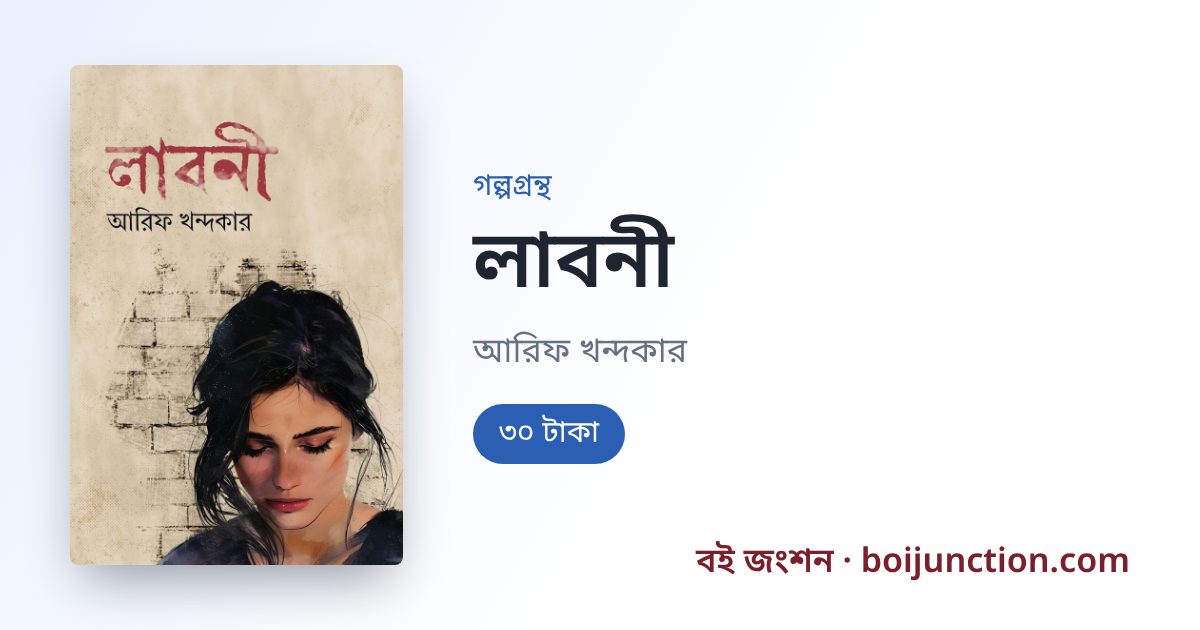 লাবনী
আরিফ খন্দকার
গল্পগ্রন্থ
লাবনী
আরিফ খন্দকার
৩০ টাকা
বই জংশন · boijunction.com